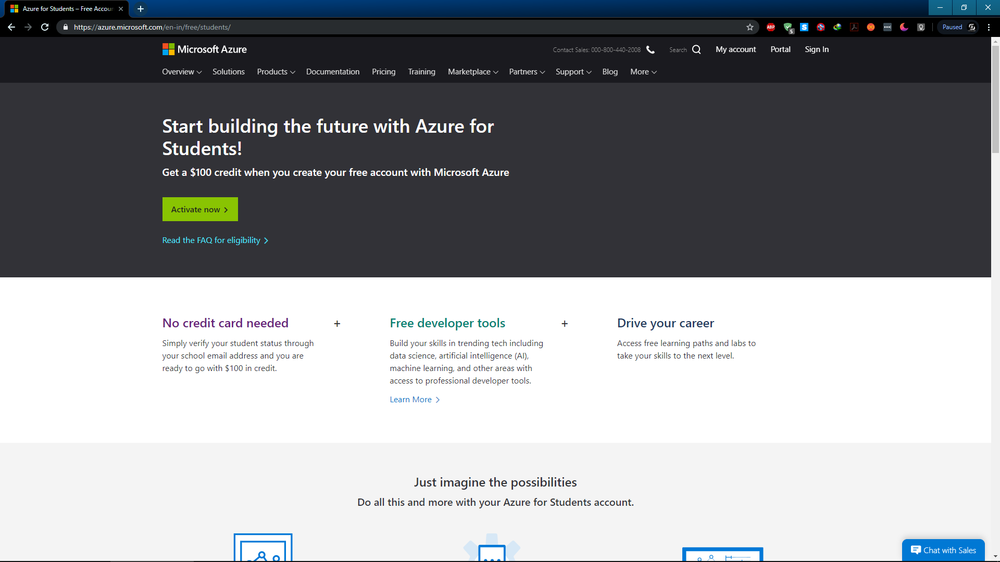 Azure for Students – Free Accoun
https://azure.microsoft.com/en-in/free/students/
ABP
5
S
Paused
Microsoft Azure
Contact Sales: 000-800-440-2008
Search
My account
Portal
Sign In
Overview
Solutions
Products
Documentation
Pricing
Training
Marketplace
Partners
Support
Blog
More
Start building the future with Azure for
Students!
Get a $100 credit when you create your free account with Microsoft Azure
Activate now
Read the FAQ for eligibility
No credit card needed
+
Simply verify your student status through
your school email address and you are
ready to go with $100 in credit.
Free developer tools
+
Build your skills in trending tech including
data science, artificial intelligence (AI),
machine learning, and other areas with
access to professional developer tools.
Learn More
Drive your career
Access free learning paths and labs to
take your skills to the next level.
Just imagine the possibilities
Do all this and more with your Azure for Students account.
Chat with Sales